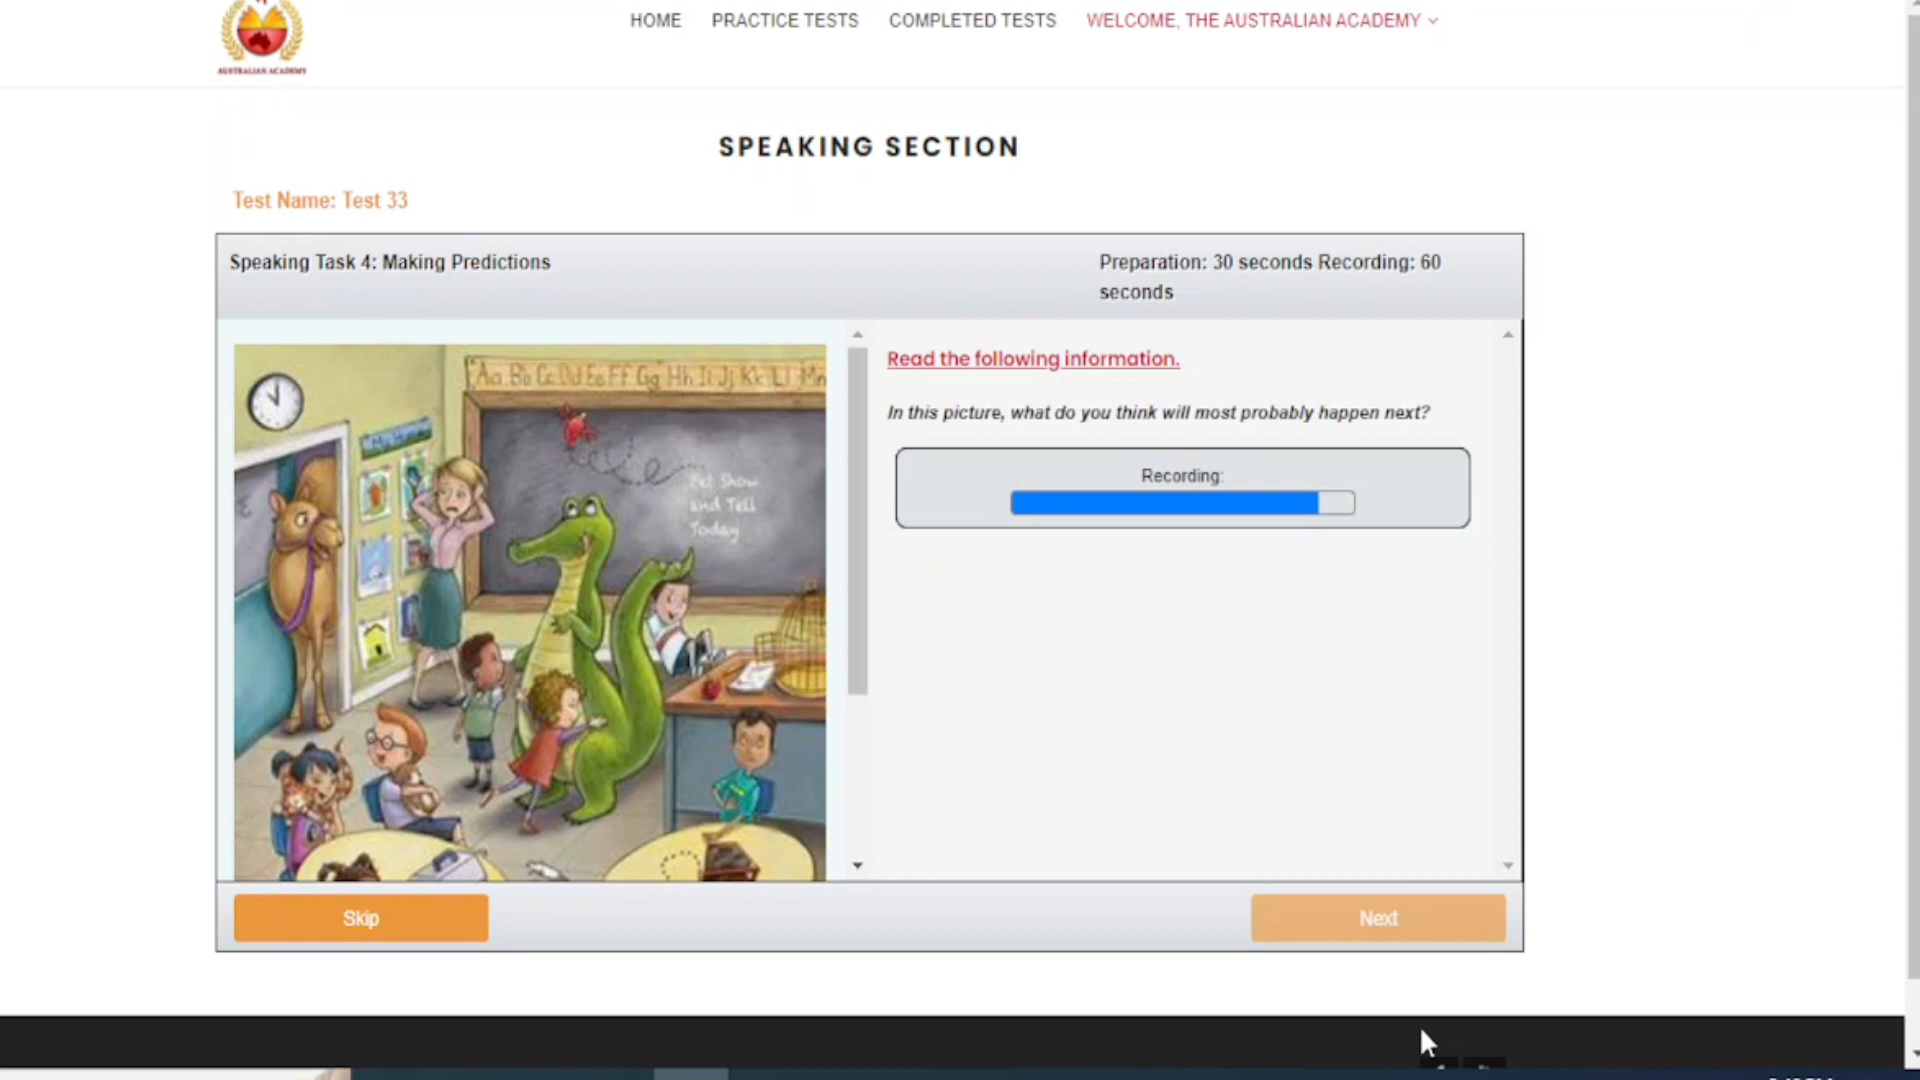 AUSTRALIAN ACADEMY
HOME PRACTICE TESTS COMPLETED TESTS WELCOME, THE AUSTRALIAN ACADEMY
SPEAKING SECTION
Test Name: Test 33
Speaking Task 4: Making Predictions
Preparation: 30 seconds Recording: 60
seconds
Aa Bb Cc Dd Ee Ff Gg Hh Ii Jj Kk Ll Mm
Pet Show
and Tell
Today
Read the following information.
In this picture, what do you think will most probably happen next?
Recording:
Skip
Next